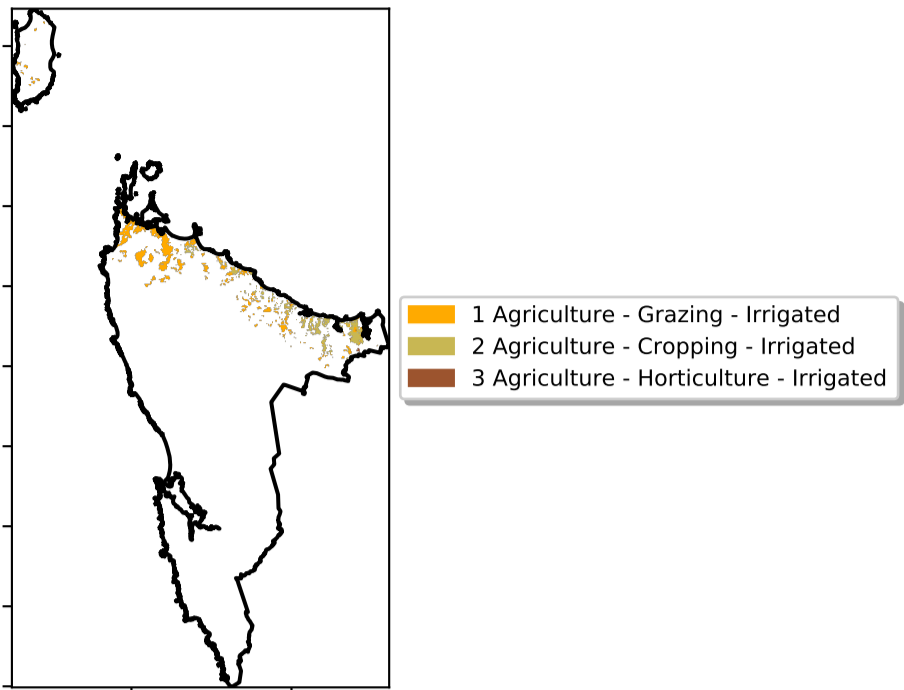 1 Agriculture - Grazing - Irrigated
2 Agriculture - Cropping - Irrigated
3 Agriculture - Horticulture - Irrigated